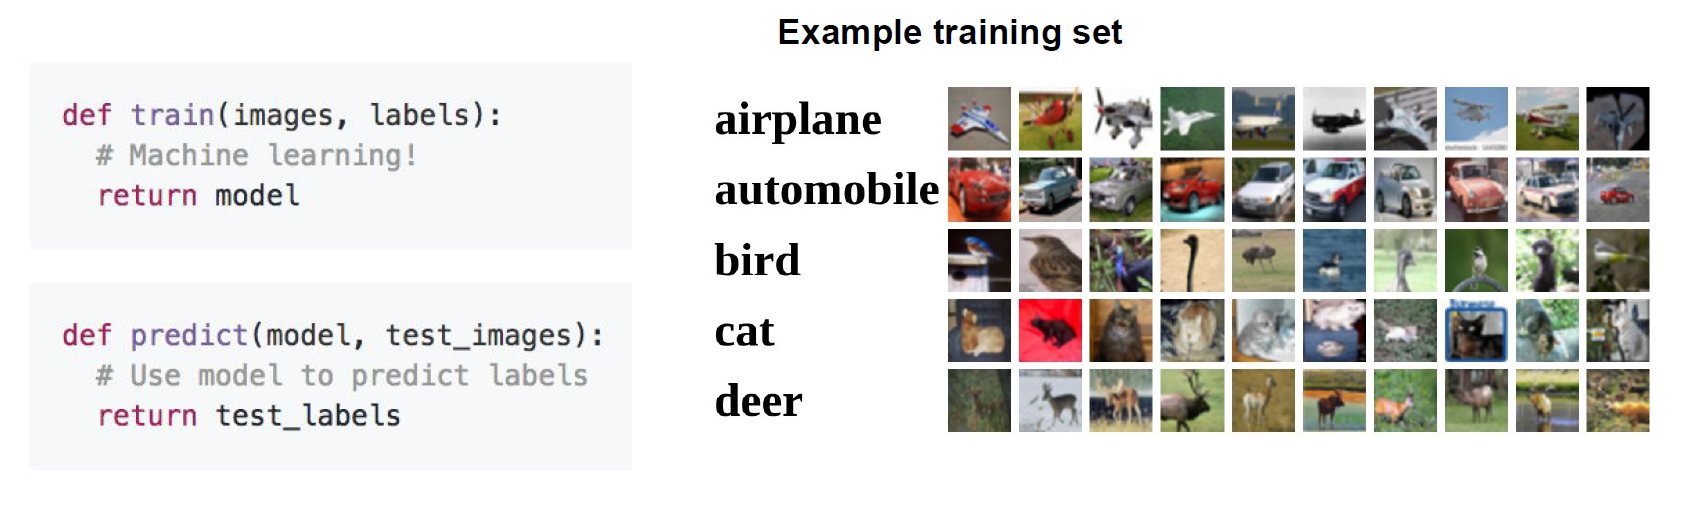 Example training set
def train(images, labels):
  # Machine learning!
  return model
def predict(model, test_images):
  # Use model to predict labels
  return test_labels
airplane
automobile
bird
cat
deer